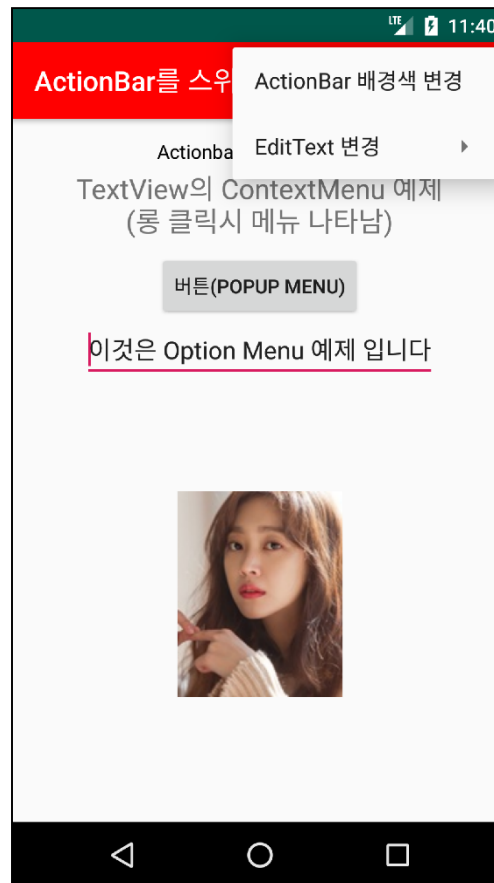 LTE 11:40
ActionBar를 스위
ActionBar 배경색 변경
EditText 변경
Actionba
TextView의 ContextMenu 예제
(롱 클릭시 메뉴 나타남)
버튼(POPUP MENU)
이것은 Option Menu 예제 입니다